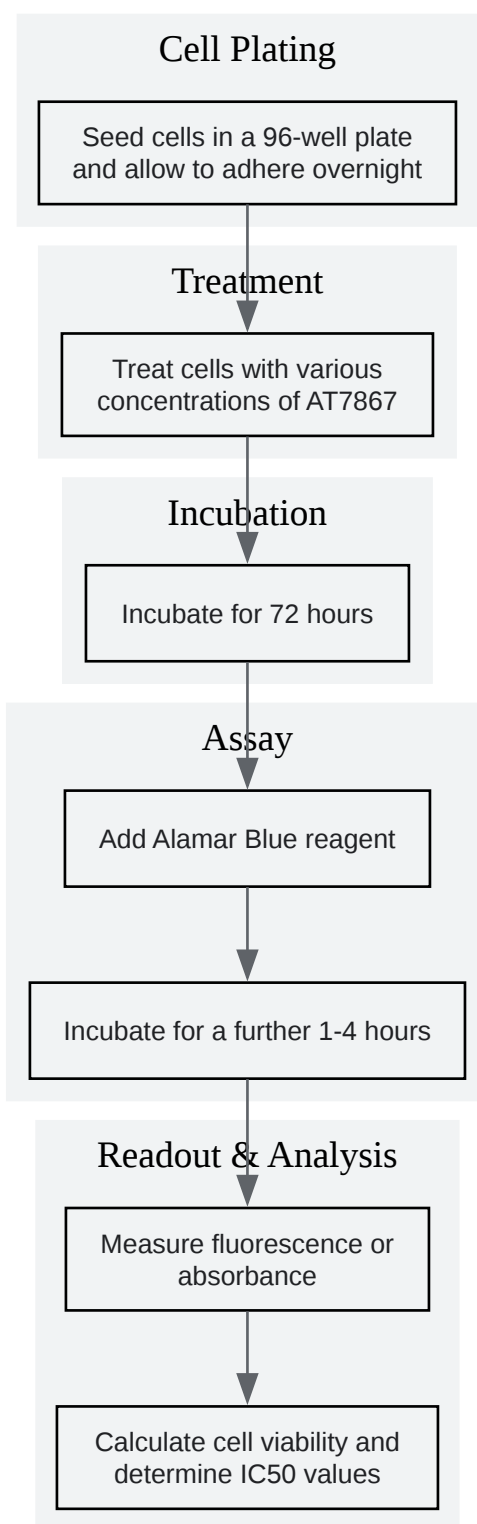 Cell Plating
Seed cells in a 96-well plate
and allow to adhere overnight
Treatment
Treat cells with various
concentrations of AT7867
Incubation
Incubate for 72 hours
Assay
Add Alamar Blue reagent
Incubate for a further 1-4 hours
Readout & Analysis
Measure fluorescence or
absorbance
Calculate cell viability and
determine IC50 values